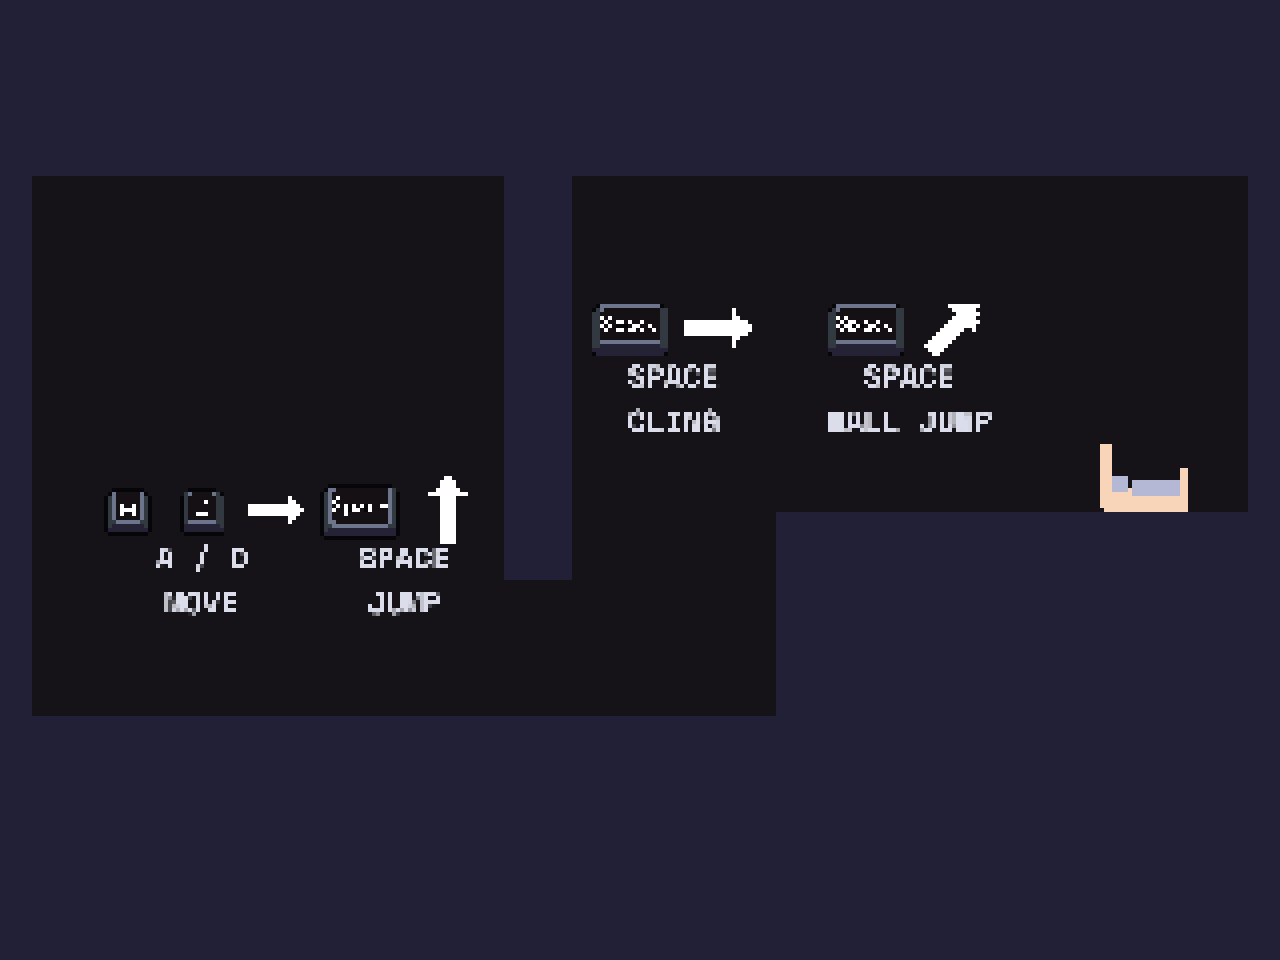 SPACE
CLING
SPACE
WALL JUMP
A / D
MOVE
SPACE
JUMP